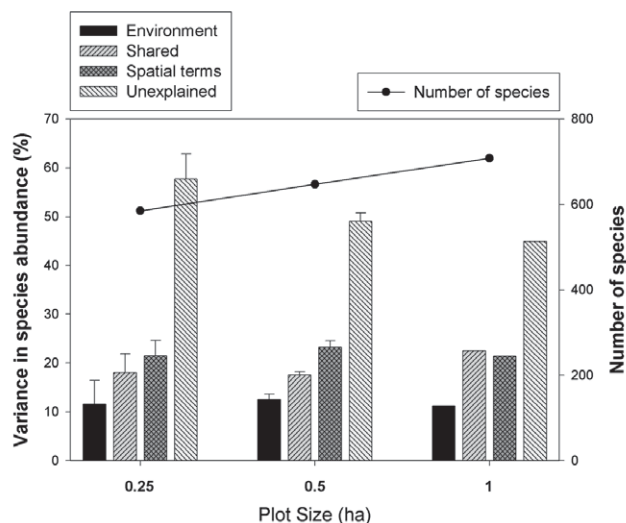 Environment
Shared
Spatial terms
Unexplained
Number of species
Variance in species abundance (%)
70
60
50
40
30
20
10
0
800
600
400
200
0
Number of species
0.25
0.5
1
Plot Size (ha)